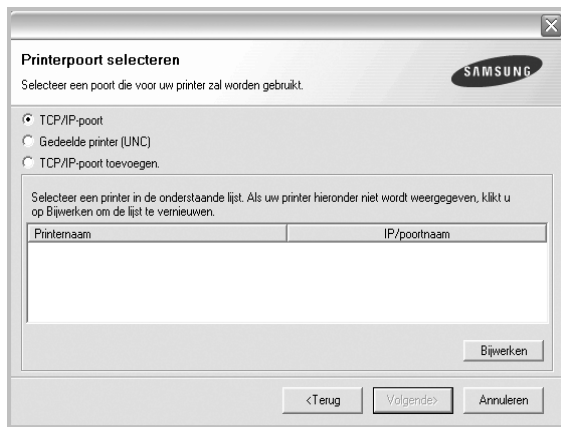 Printerpoort selecteren
Selecteer een poort die voor uw printer zal worden gebruikt.
SAMSUNG
TCP/IP-poort
Gedeelde printer (UNC)
TCP/IP-poort toevoegen.
Selecteer een printer in de onderstaande lijst. Als uw printer hieronder niet wordt weergegeven, klikt u
op Bijwerken om de lijst te vernieuwen.
Printernaam IP/poortnaam
Bijwerken
<Terug Volgende> Annuleren